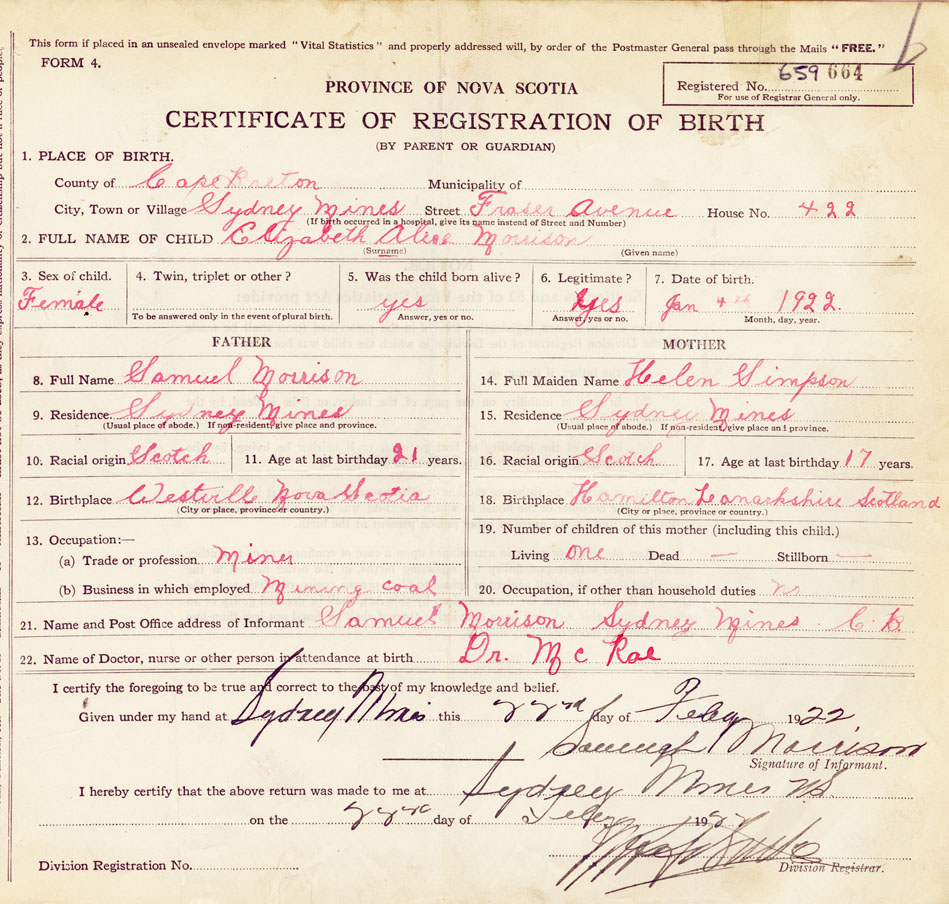 This form if placed in an unsealed envelope marked "Vital Statistics" and properly addressed will, by order of the Postmaster General pass through the Mails "FREE."
FORM 4.
Registered No. 659 664
For use of Registrar General only.
PROVINCE OF NOVA SCOTIA
CERTIFICATE OF REGISTRATION OF BIRTH
(BY PARENT OR GUARDIAN)
1. PLACE OF BIRTH.
County of Cape Breton Municipality of
City, Town or Village Sydney Mines Street Fraser Avenue House No. 422
(If birth occurred in a hospital, give its name instead of Street and Number)
2. FULL NAME OF CHILD Elizabeth Alice Morrison
(Surname) (Given name)
3. Sex of child. 4. Twin, triplet or other? 5. Was the child born alive? 6. Legitimate? 7. Date of birth.
Female yes Yes Jan 4th 1922.
To be answered only in the event of plural birth. Answer, yes or no. Answer, yes or no. Month, day, year.
FATHER MOTHER
8. Full Name Samuel Morrison 14. Full Maiden Name Helen Simpson
9. Residence Sydney Mines 15. Residence Sydney Mines
(Usual place of abode.) If non-resident, give place and province. (Usual place of abode.) If non-resident, give place and province.
10. Racial origin Scotch 11. Age at last birthday 21 years. 16. Racial origin Scotch 17. Age at last birthday 17 years.
12. Birthplace Westville Nova Scotia 18. Birthplace Hamilton Lanarkshire Scotland
(City or place, province or country.) (City or place, province or country.)
13. Occupation:— 19. Number of children of this mother (including this child.)
(a) Trade or profession Miner Living one Dead — Stillborn —
(b) Business in which employed Mining coal 20. Occupation, if other than household duties no
21. Name and Post Office address of Informant Samuel Morrison Sydney Mines C. B.
22. Name of Doctor, nurse or other person in attendance at birth Dr. Mc Rae
I certify the foregoing to be true and correct to the best of my knowledge and belief.
Given under my hand at Sydney Mines this 22nd day of Feby 1922
Samuel Morrison
Signature of Informant.
I hereby certify that the above return was made to me at Sydney Mines N.S.
on the 22nd day of Feby 1922
Division Registration No. Division Registrar.